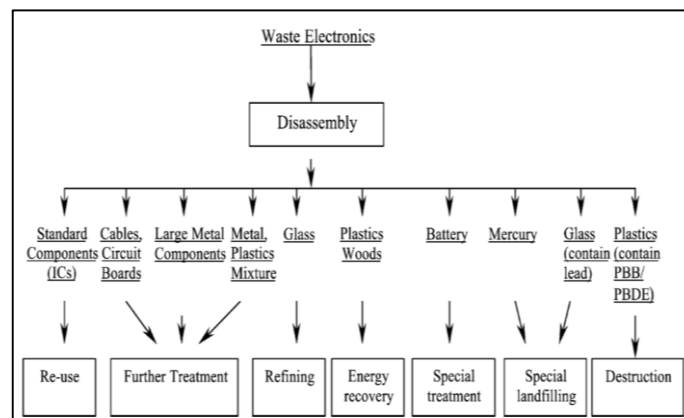 Waste Electronics
Disassembly
Standard
Components
(ICs)
Cables,
Circuit
Boards
Large Metal
Components
Metal,
Plastics
Mixture
Glass
Plastics
Woods
Battery
Mercury
Glass
(contain
lead)
Plastics
(contain
PBB/
PBDE)
Re-use
Further Treatment
Refining
Energy
recovery
Special
treatment
Special
landfilling
Destruction